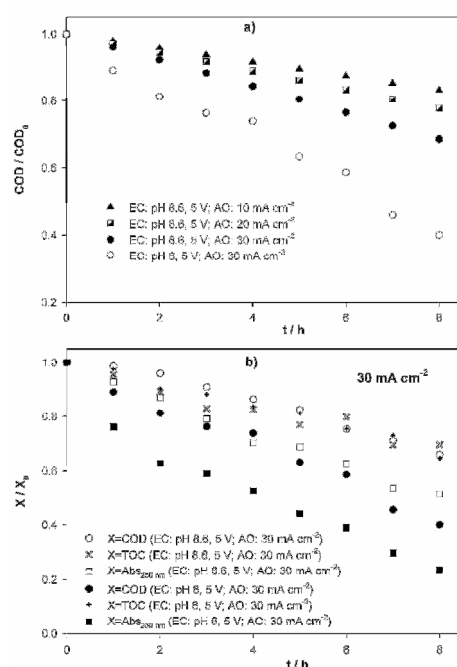 a)
1.0
0.8
0.6
0.4
0.2
COD / COD₀
EC: pH 8.6, 5 V; AO: 10 mA cm⁻²
EC: pH 8.6, 5 V; AO: 20 mA cm⁻²
EC: pH 8.6, 5 V; AO: 30 mA cm⁻²
EC: pH 6, 5 V; AO: 30 mA cm⁻²
0 2 4 6 8
t / h
b)
30 mA cm⁻²
1.0
0.8
0.6
0.4
0.2
0.0
X / X₀
X=COD (EC: pH 8.6, 5 V; AO: 30 mA cm⁻²)
X=TOC (EC: pH 8.6, 5 V; AO: 30 mA cm⁻²)
X=Abs (EC: pH 8.6, 5 V; AO: 30 mA cm⁻²)
X=COD (EC: pH 6, 5 V; AO: 30 mA cm⁻²)
X=TOC (EC: pH 6, 5 V; AO: 30 mA cm⁻²)
X=Abs (EC: pH 6, 5 V; AO: 30 mA cm⁻²)
0 2 4 6 8
t / h